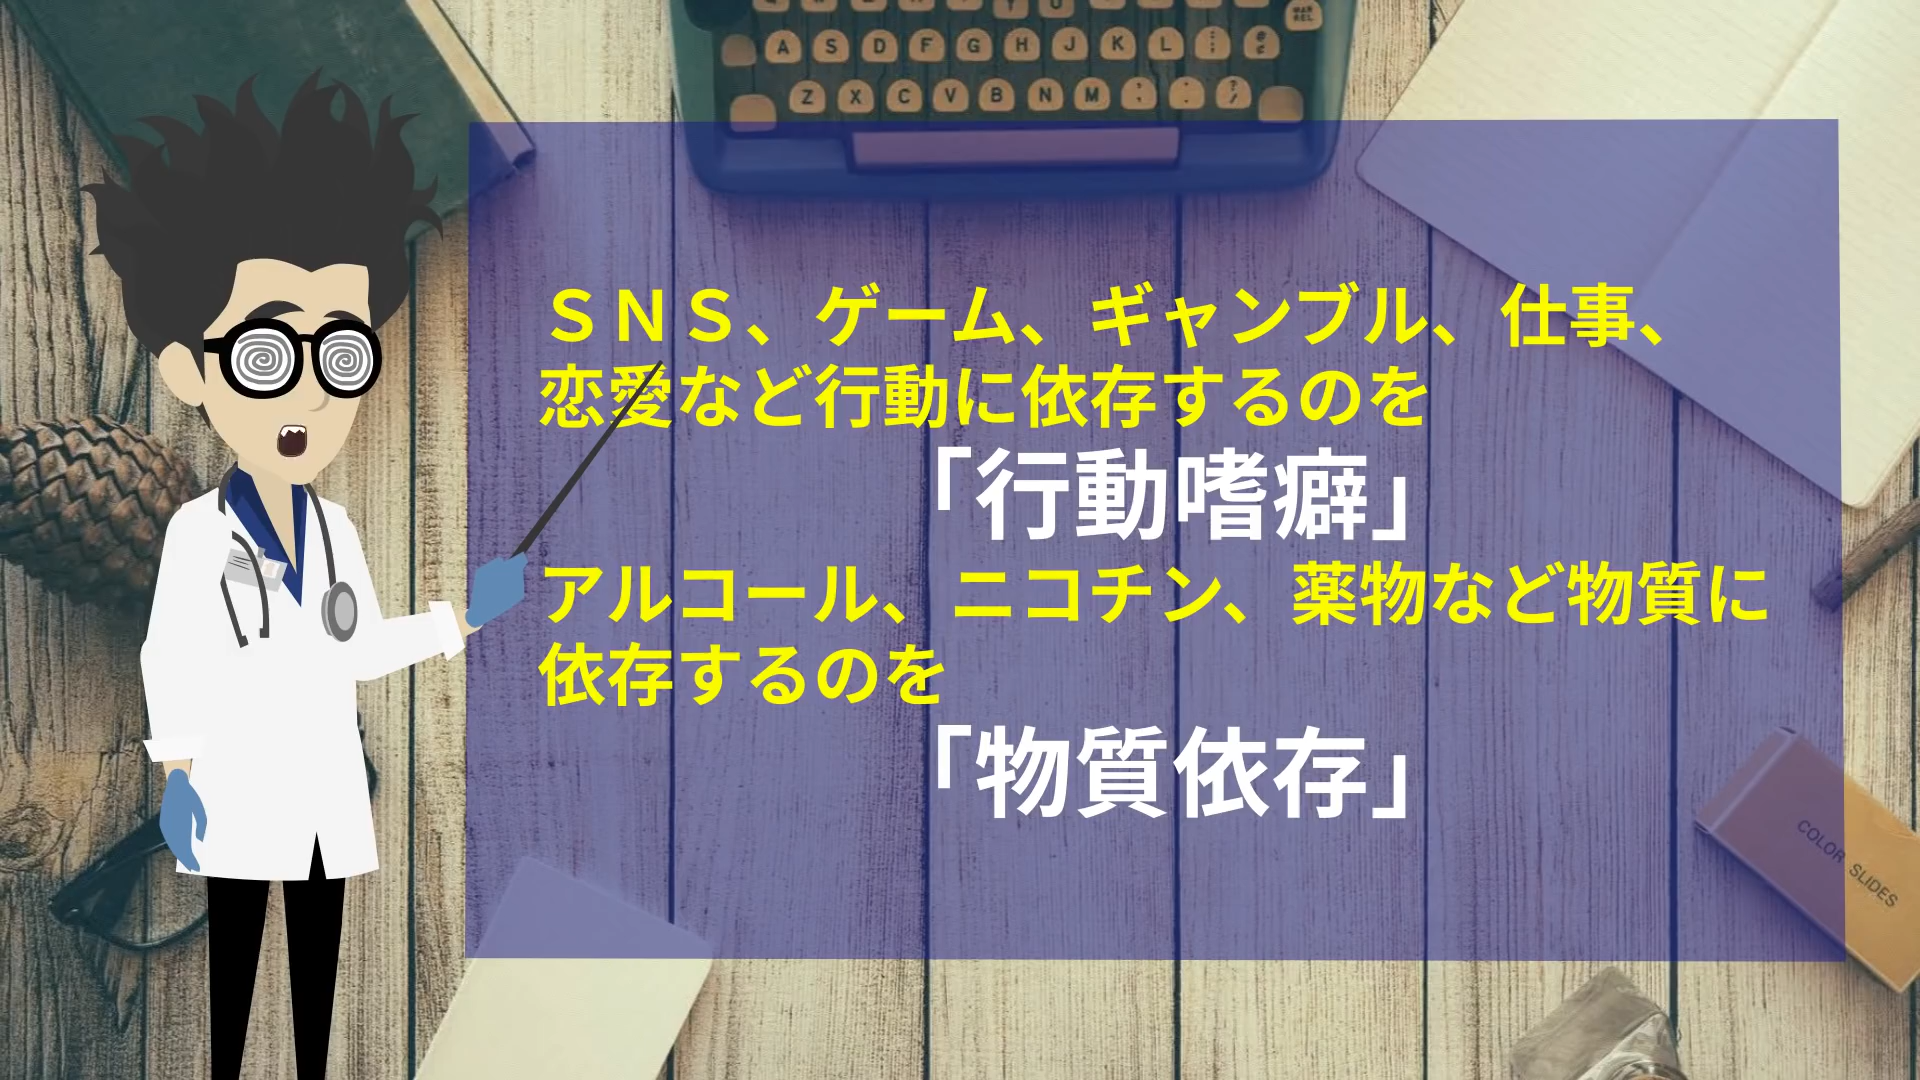 A S D F G H J K L
Z X C V B N M
MAR
REL
ＳＮＳ、ゲーム、ギャンブル、仕事、
恋愛など行動に依存するのを
「行動嗜癖」
アルコール、ニコチン、薬物など物質に
依存するのを
「物質依存」
COLOR SLIDES